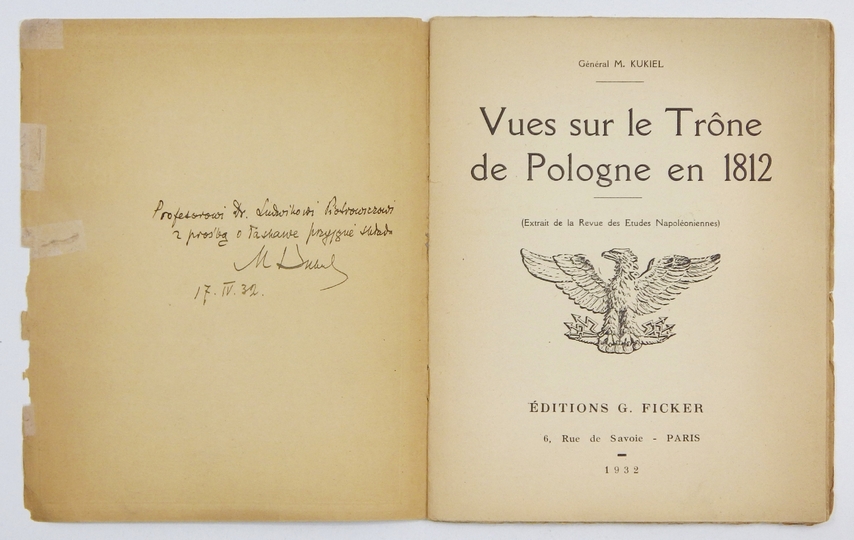 Profesorowi Dr. Ludwikowi Piotrowiczowi
z prośbą o łaskawe przyjęcie składa
M Kukiel
17. IV. 32.
Général M. KUKIEL
Vues sur le Trône
de Pologne en 1812
(Extrait de la Revue des Etudes Napoléoniennes)
ÉDITIONS G. FICKER
6, Rue de Savoie - PARIS
1932